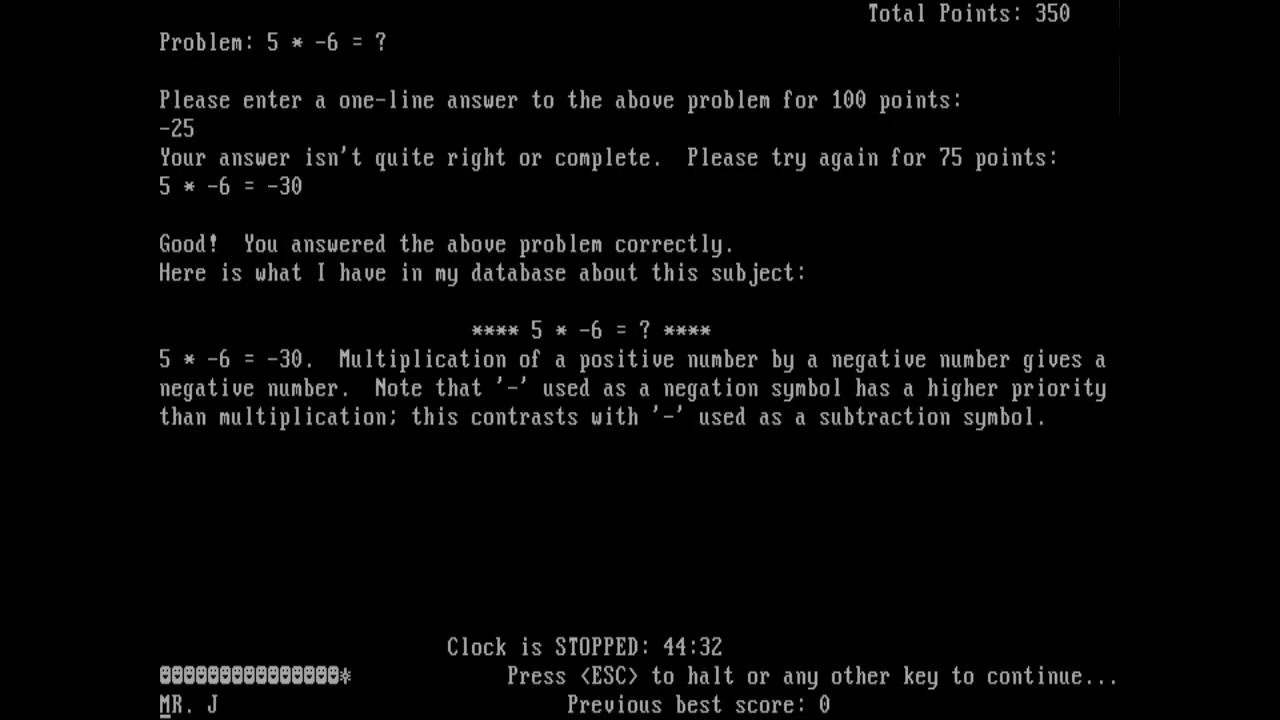 Total Points: 350
Problem: 5 * -6 = ?
Please enter a one-line answer to the above problem for 100 points:
-25
Your answer isn't quite right or complete.  Please try again for 75 points:
5 * -6 = -30
Good!  You answered the above problem correctly.
Here is what I have in my database about this subject:
**** 5 * -6 = ? ****
5 * -6 = -30.  Multiplication of a positive number by a negative number gives a
negative number.  Note that '-' used as a negation symbol has a higher priority
than multiplication; this contrasts with '-' used as a subtraction symbol.
Clock is STOPPED: 44:32
Press <ESC> to halt or any other key to continue...
MR. J
Previous best score: 0